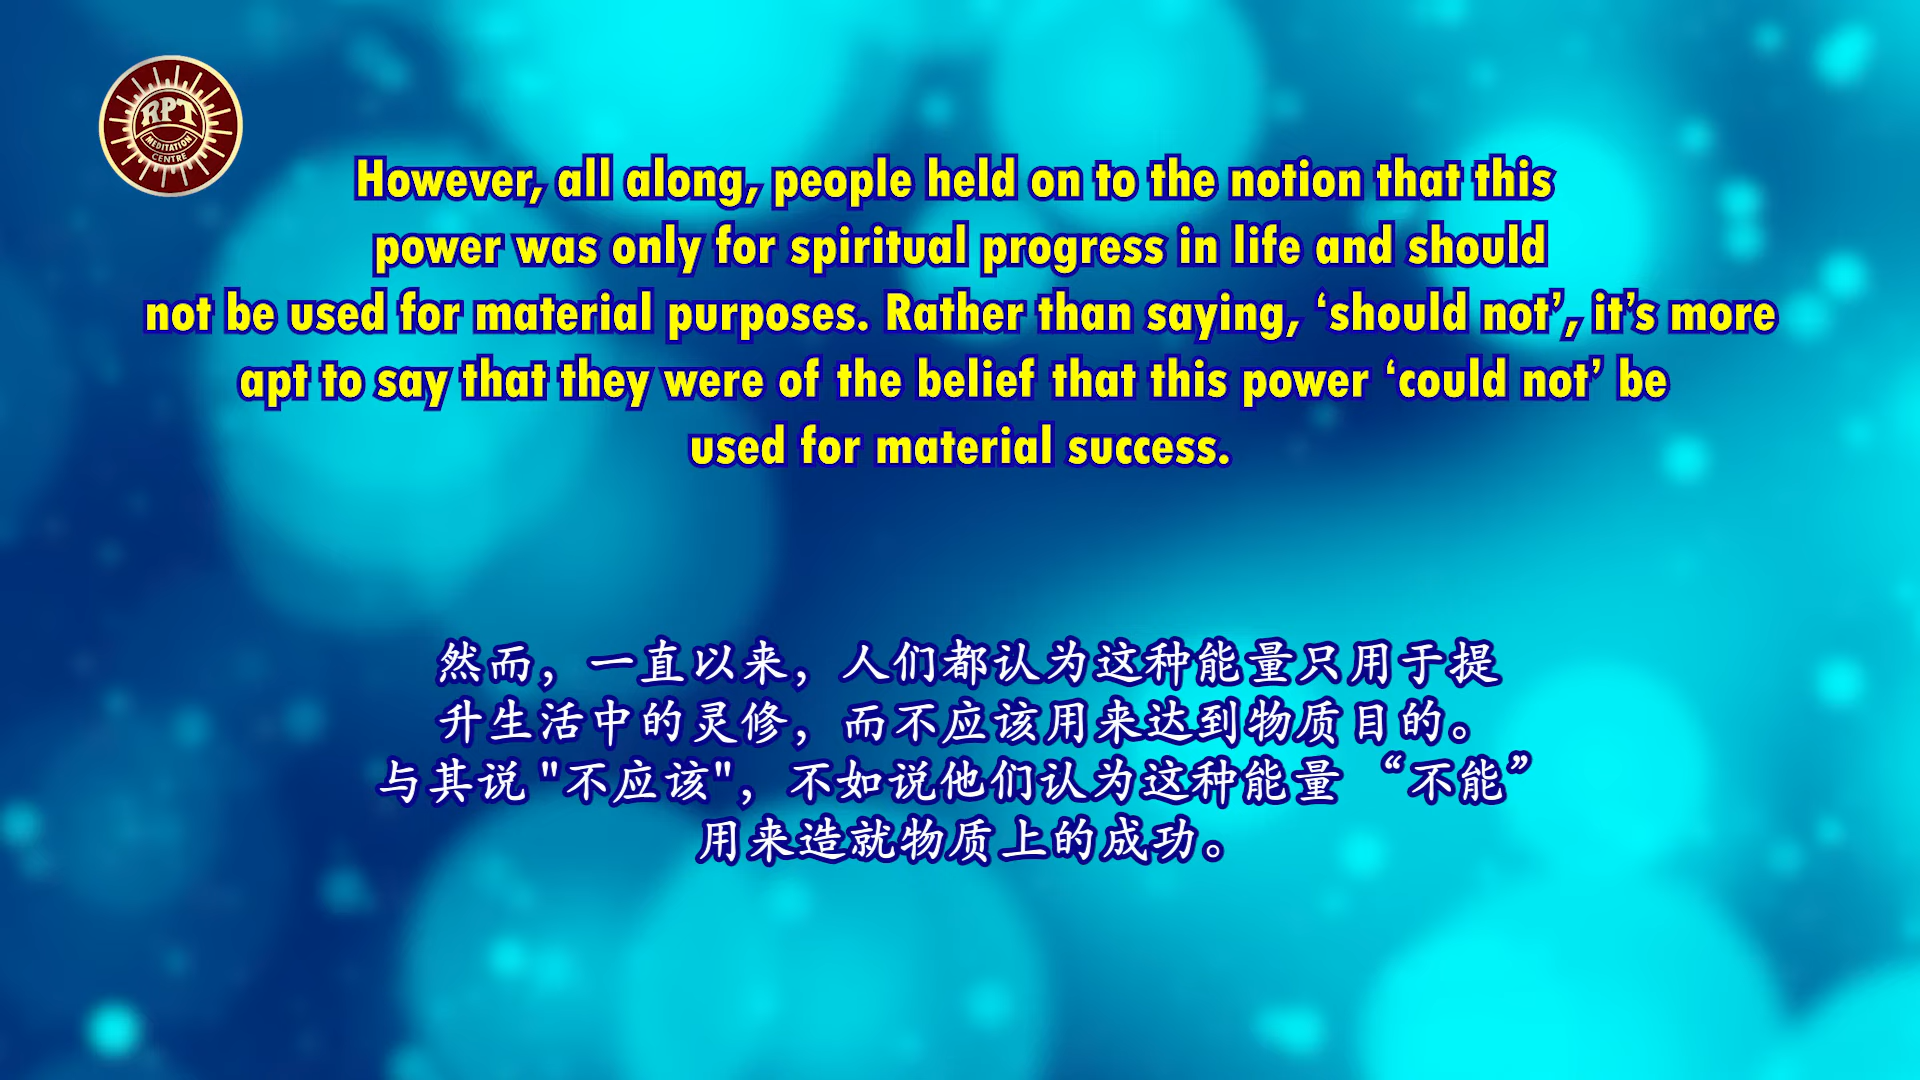 RPT
MEDITATION
CENTRE
However, all along, people held on to the notion that this
power was only for spiritual progress in life and should
not be used for material purposes. Rather than saying, ‘should not’, it’s more
apt to say that they were of the belief that this power ‘could not’ be
used for material success.
然而，一直以来，人们都认为这种能量只用于提
升生活中的灵修，而不应该用来达到物质目的。
与其说 "不应该"，不如说他们认为这种能量 “不能”
用来造就物质上的成功。